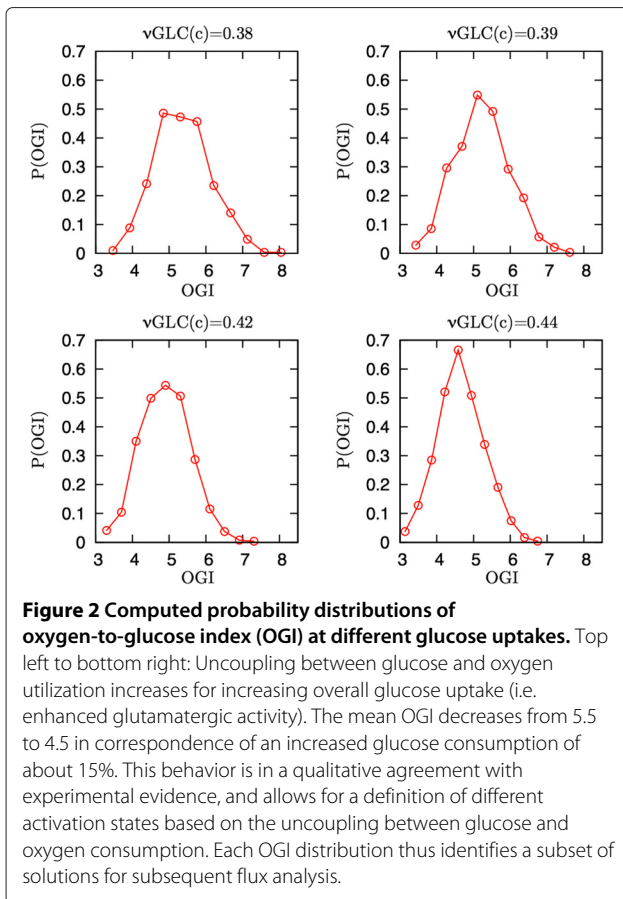 νGLC(c)=0.38
0.7
0.6
0.5
0.4
0.3
0.2
0.1
0
P(OGI)
3 4 5 6 7 8
OGI
νGLC(c)=0.39
0.7
0.6
0.5
0.4
0.3
0.2
0.1
0
P(OGI)
3 4 5 6 7 8
OGI
νGLC(c)=0.42
0.7
0.6
0.5
0.4
0.3
0.2
0.1
0
P(OGI)
3 4 5 6 7 8
OGI
νGLC(c)=0.44
0.7
0.6
0.5
0.4
0.3
0.2
0.1
0
P(OGI)
3 4 5 6 7 8
OGI
Figure 2 Computed probability distributions of
oxygen-to-glucose index (OGI) at different glucose uptakes. Top
left to bottom right: Uncoupling between glucose and oxygen
utilization increases for increasing overall glucose uptake (i.e.
enhanced glutamatergic activity). The mean OGI decreases from 5.5
to 4.5 in correspondence of an increased glucose consumption of
about 15%. This behavior is in a qualitative agreement with
experimental evidence, and allows for a definition of different
activation states based on the uncoupling between glucose and
oxygen consumption. Each OGI distribution thus identifies a subset of
solutions for subsequent flux analysis.